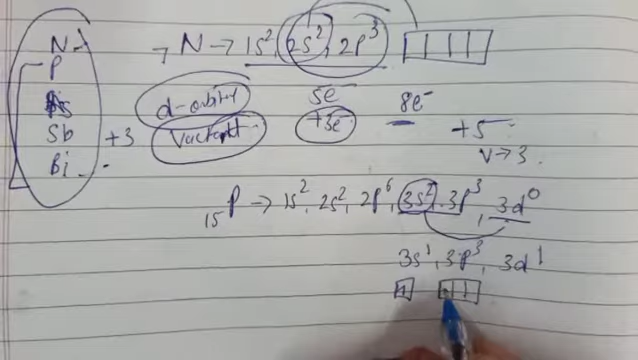 N
P
As
Sb
Bi
+3
d-orbital
Vacant
₇N → 1s², 2s², 2p³
5e⁻
+3e⁻
8e⁻
+5
V→3
₁₅P → 1s², 2s², 2p⁶, 3s², 3p³, 3d⁰
3s¹, 3p³, 3d¹